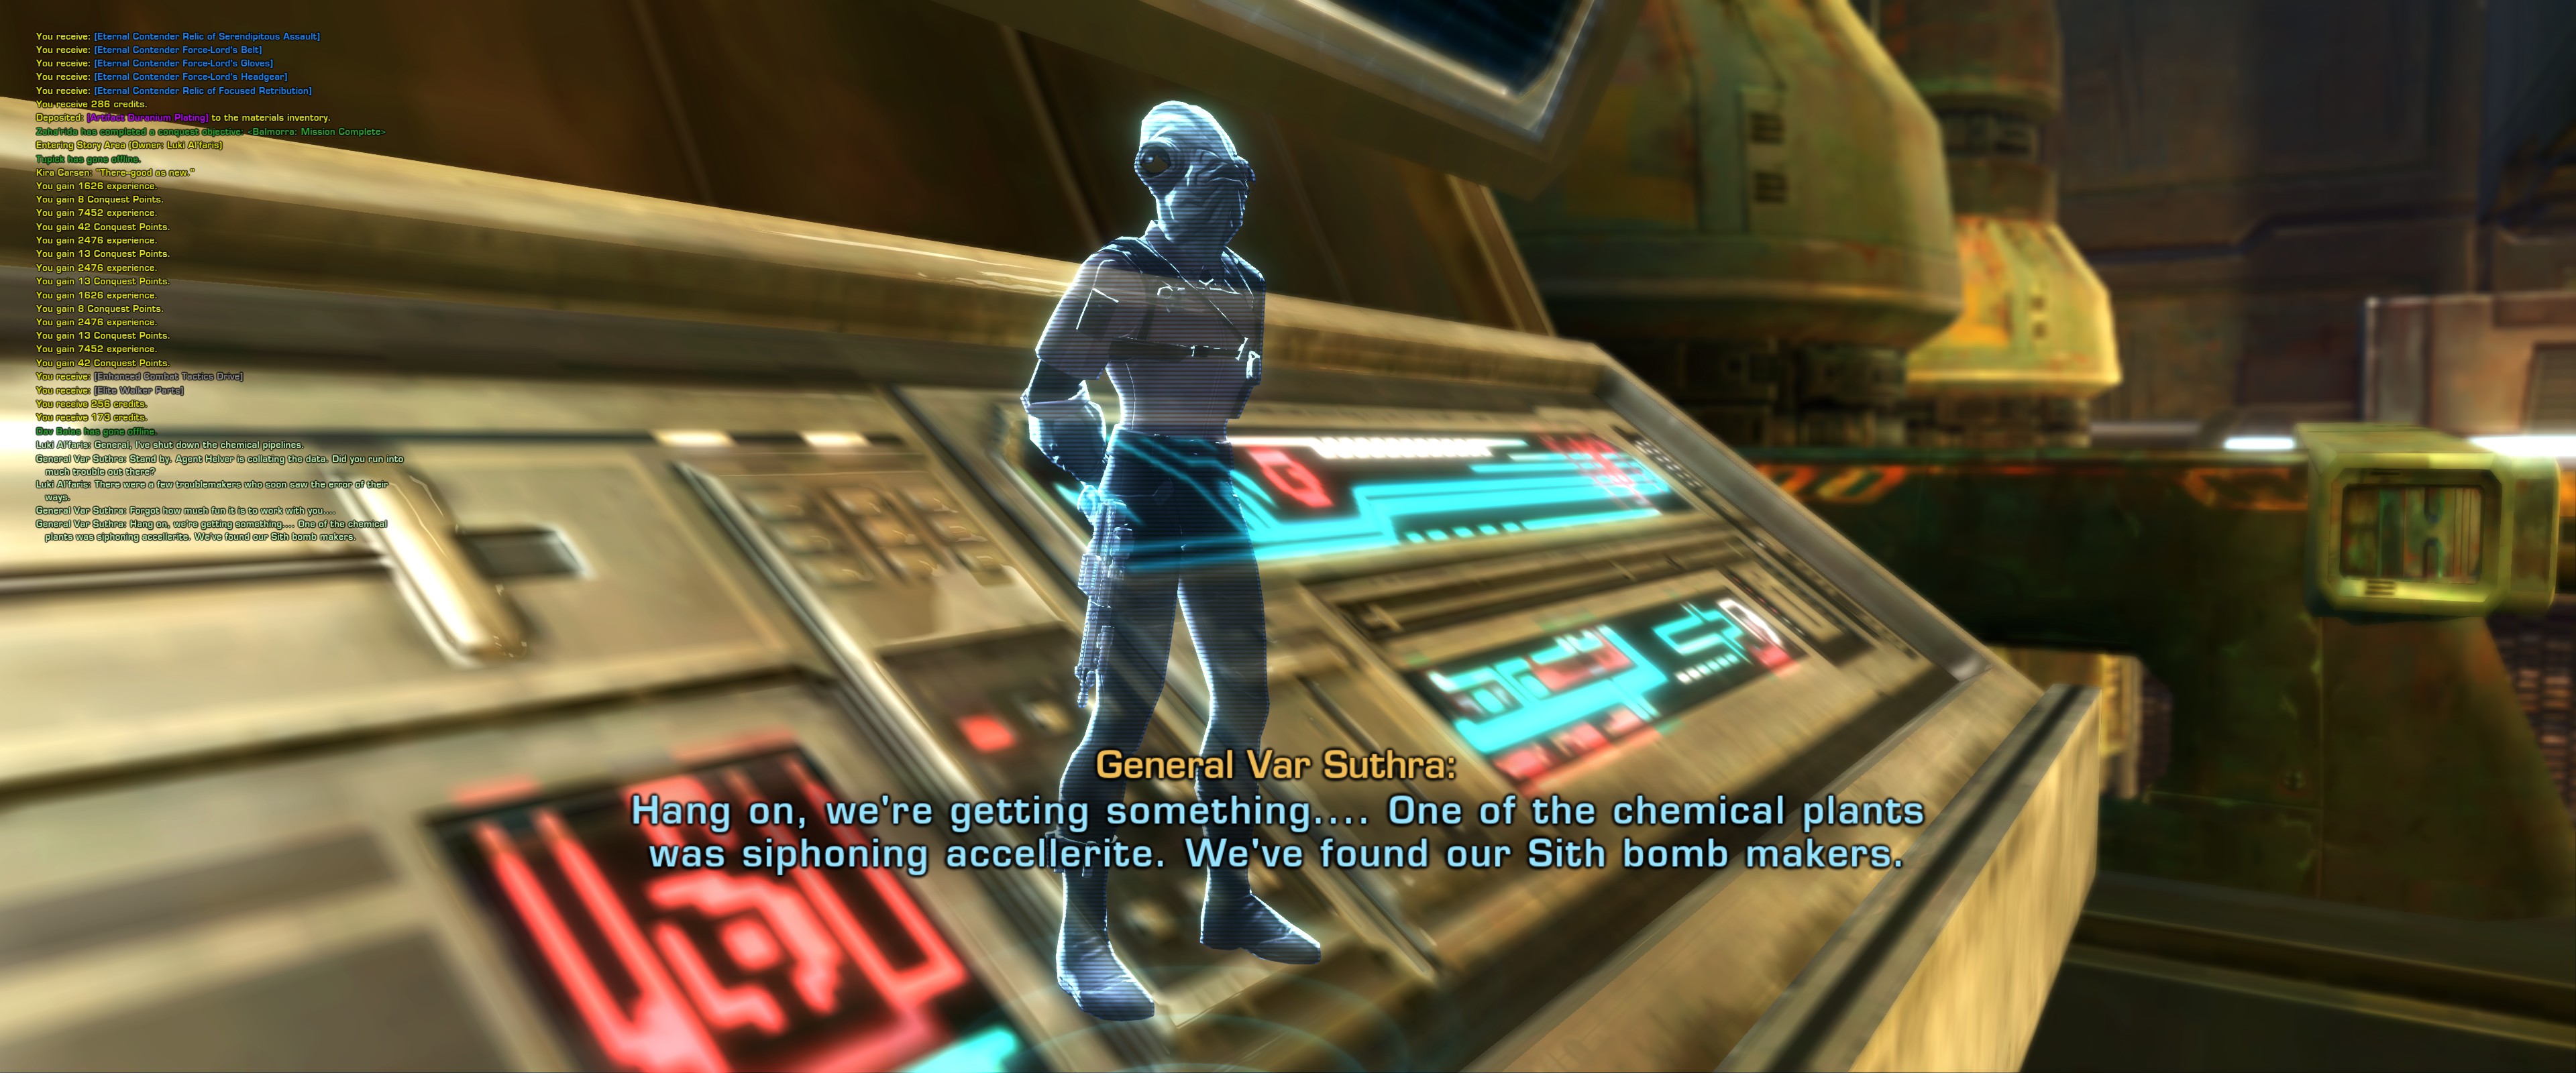 You receive: [Eternal Contender Relic of Serendipitous Assault]
You receive: [Eternal Contender Force-Lord's Belt]
You receive: [Eternal Contender Force-Lord's Gloves]
You receive: [Eternal Contender Force-Lord's Headgear]
You receive: [Eternal Contender Relic of Focused Retribution]
You receive 286 credits.
Deposited: [Artifact Duranium Plating] to the materials inventory.
has completed a conquest objective: <Balmorra: Mission Complete>
Entering Story Area (Owner: Luki Al'faris)
Tupick has gone offline.
Kira Carsen: "There–good as new."
You gain 1626 experience.
You gain 8 Conquest Points.
You gain 7452 experience.
You gain 42 Conquest Points.
You gain 2476 experience.
You gain 13 Conquest Points.
You gain 2476 experience.
You gain 13 Conquest Points.
You gain 1626 experience.
You gain 8 Conquest Points.
You gain 2476 experience.
You gain 13 Conquest Points.
You gain 7452 experience.
You gain 42 Conquest Points.
You receive: [Enhanced Combat Tactics Drive]
You receive: [Elite Walker Parts]
You receive 256 credits.
You receive 173 credits.
has gone offline.
Luki Al'faris: General, I've shut down the chemical pipelines.
General Var Suthra: Stand by. Agent Helver is collating the data. Did you run into
much trouble out there?
Luki Al'faris: There were a few troublemakers who soon saw the error of their
ways.
General Var Suthra: Forgot how much fun it is to work with you....
General Var Suthra: Hang on, we're getting something.... One of the chemical
plants was siphoning accellerite. We've found our Sith bomb makers.
General Var Suthra:
Hang on, we're getting something.... One of the chemical plants
was siphoning accellerite. We've found our Sith bomb makers.